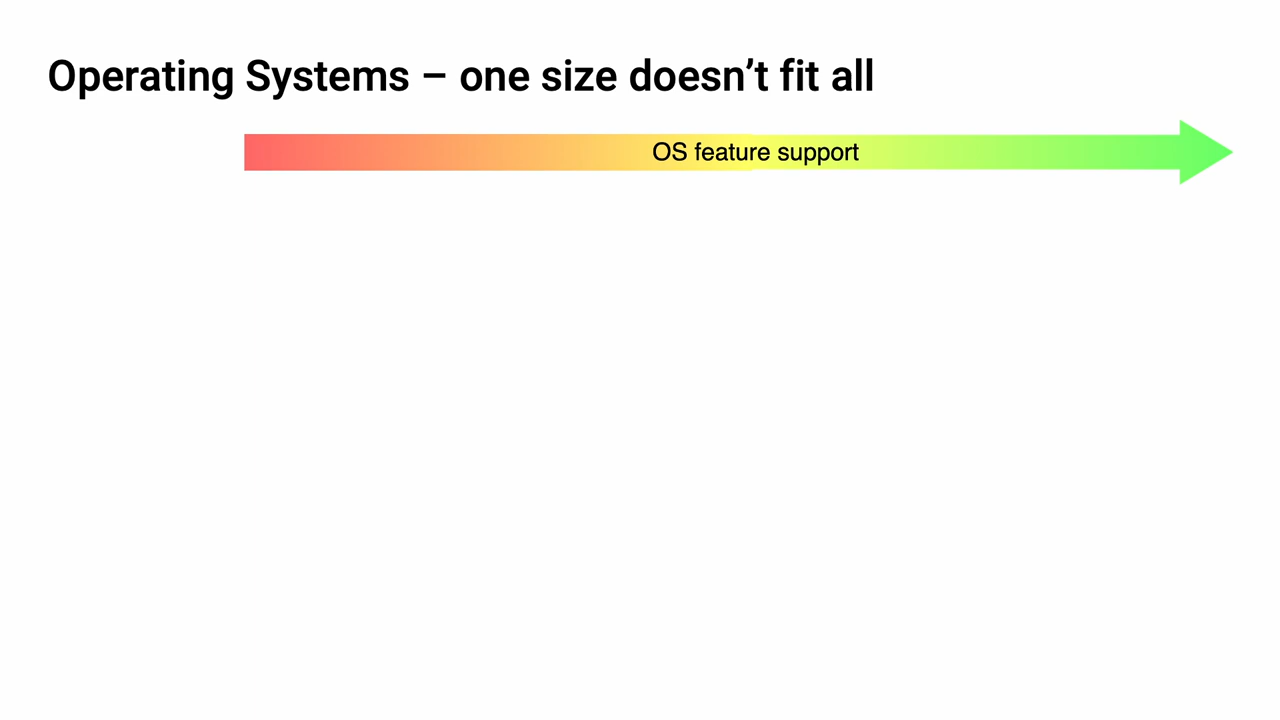 Operating Systems – one size doesn’t fit all
OS feature support